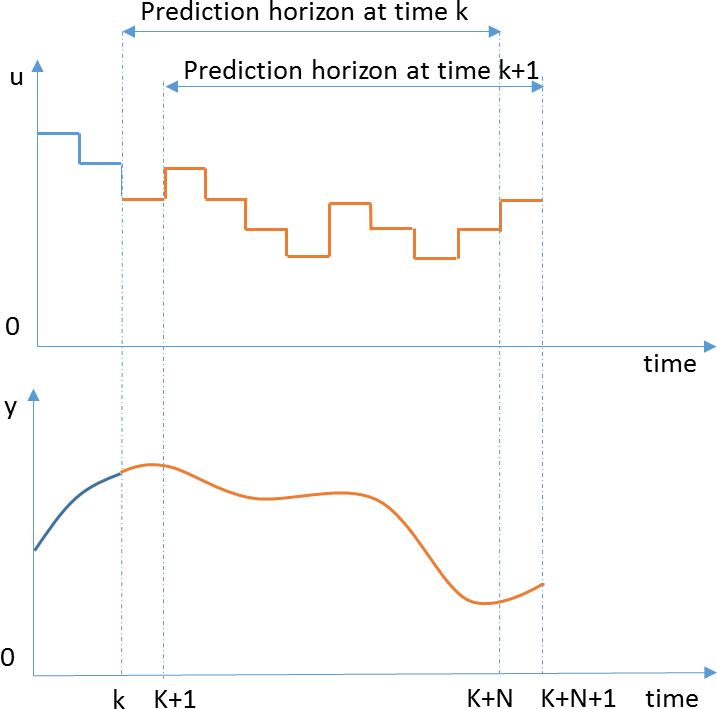 Prediction horizon at time k
Prediction horizon at time k+1
u
0
time
y
0
k K+1 K+N K+N+1 time